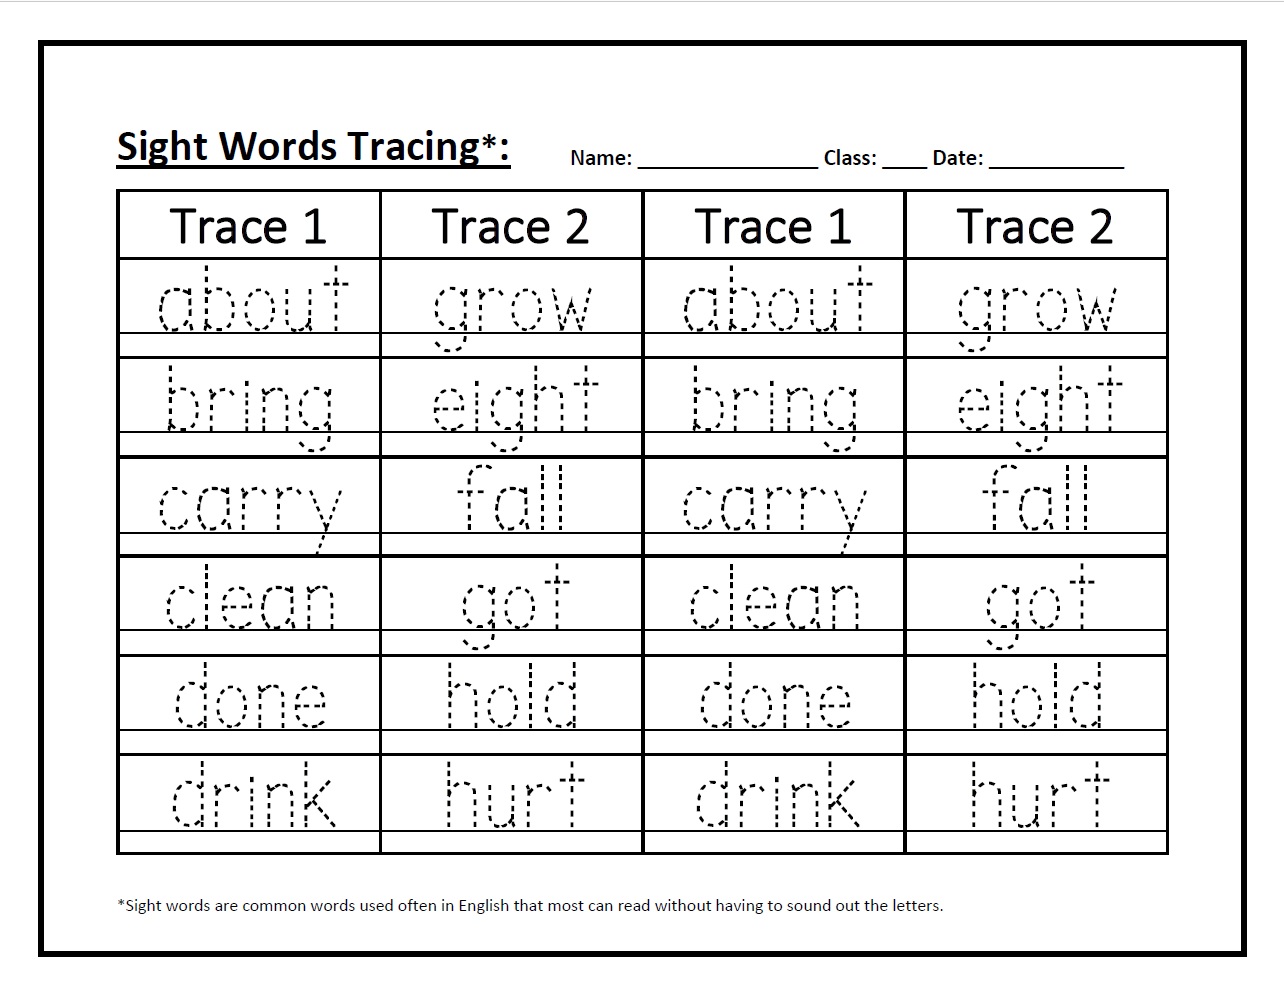 Sight Words Tracing*: Name: ________________ Class: ____ Date: ____________
Trace 1 Trace 2 Trace 1 Trace 2
about grow about grow
bring eight bring eight
carry fall carry fall
clean got clean got
done hold done hold
drink hurt drink hurt
*Sight words are common words used often in English that most can read without having to sound out the letters.